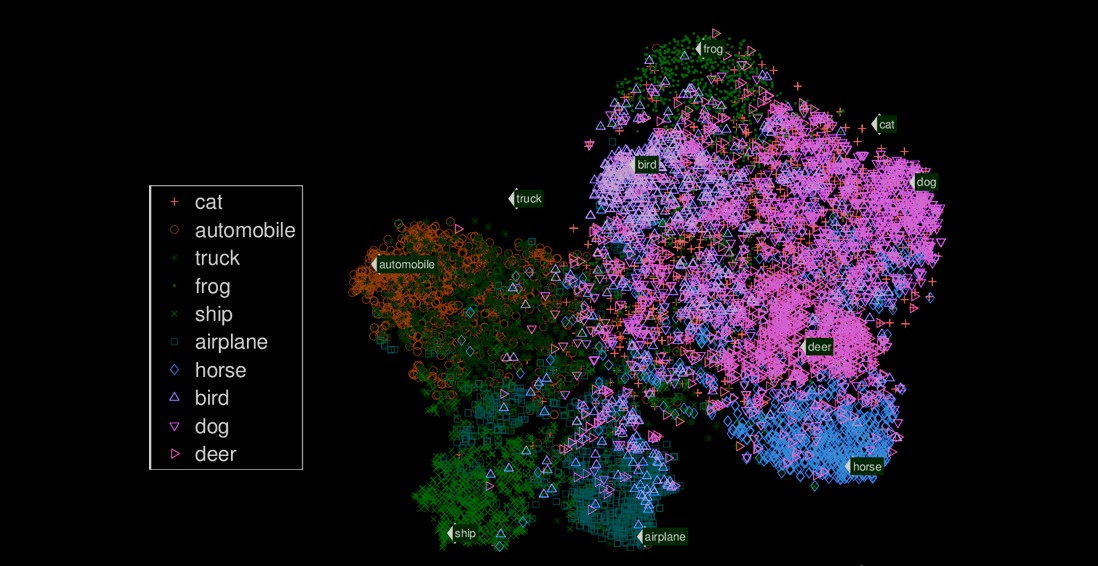 cat
automobile
truck
frog
ship
airplane
horse
bird
dog
deer
frog
cat
bird
dog
truck
automobile
deer
horse
ship
airplane